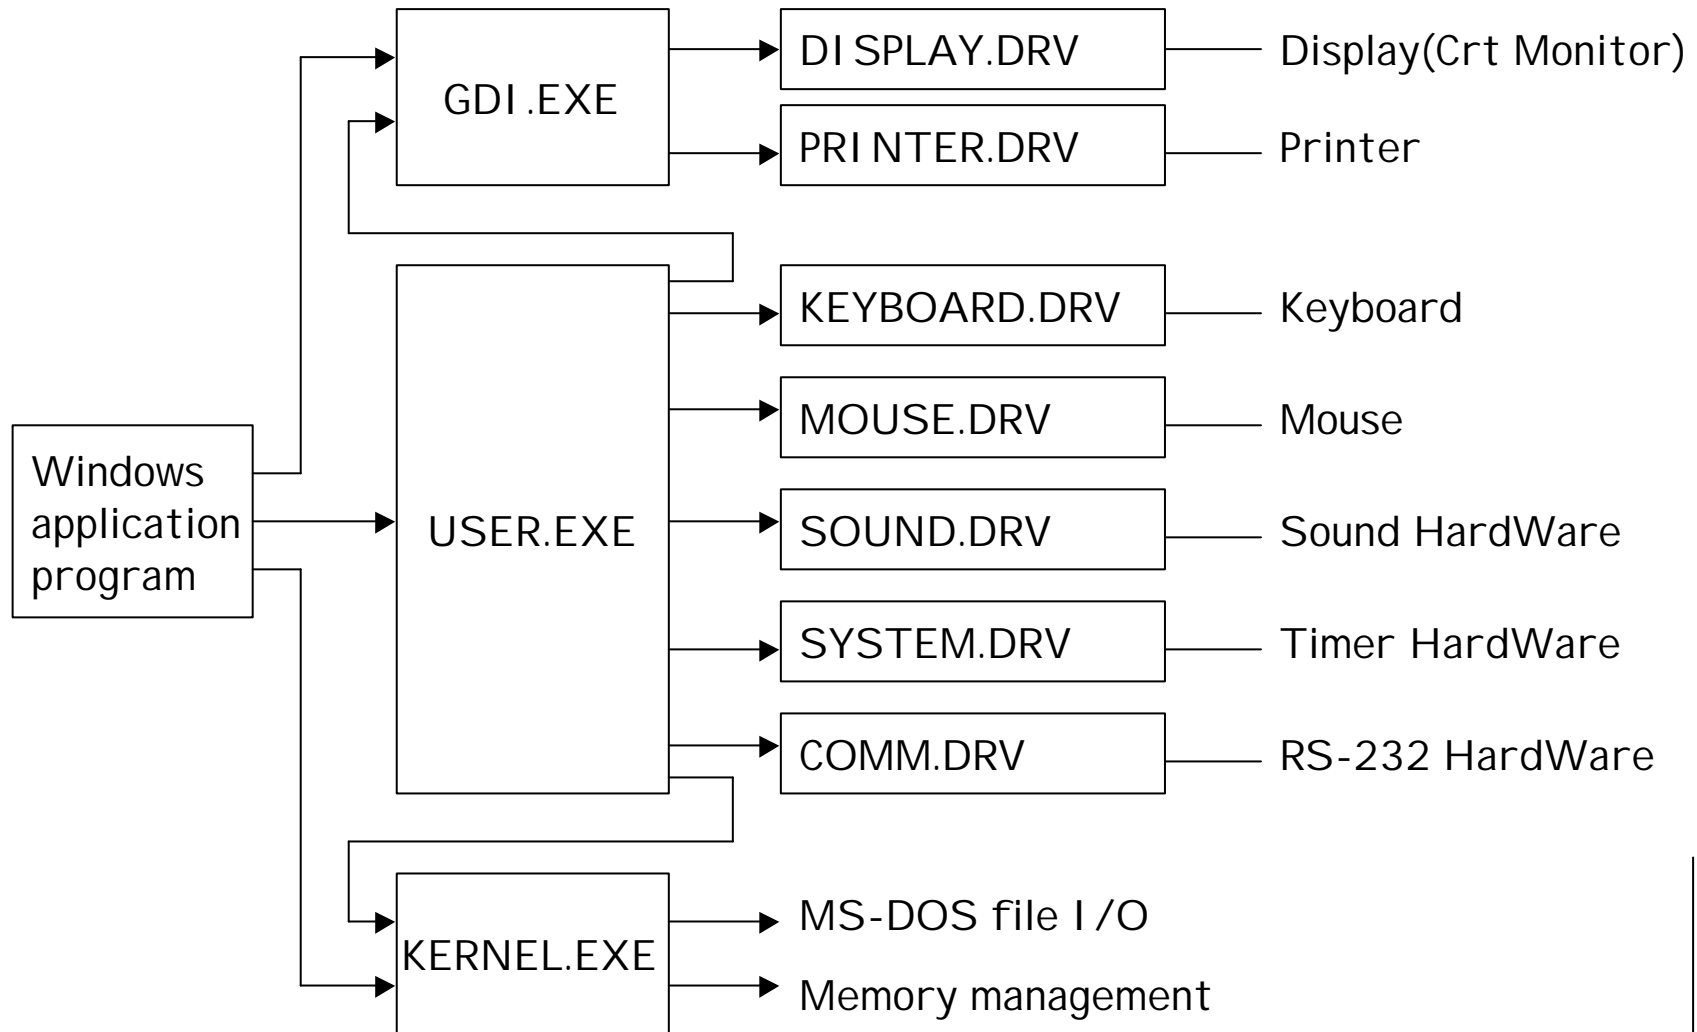 GDI.EXE
DISPLAY.DRV
Display(Crt Monitor)
PRINTER.DRV
Printer
KEYBOARD.DRV
Keyboard
MOUSE.DRV
Mouse
Windows
application
program
USER.EXE
SOUND.DRV
Sound HardWare
SYSTEM.DRV
Timer HardWare
COMM.DRV
RS-232 HardWare
KERNEL.EXE
MS-DOS file I/O
Memory management